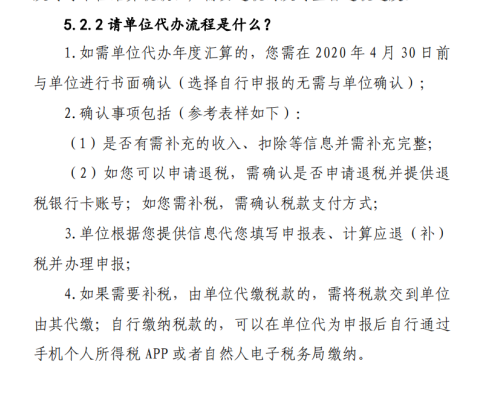 5.2.2 请单位代办流程是什么？
1.如需单位代办年度汇算的，您需在 2020 年 4 月 30 日前
与单位进行书面确认（选择自行申报的无需与单位确认）；
2.确认事项包括（参考表样如下）：
（1）是否有需补充的收入、扣除等信息并需补充完整；
（2）如您可以申请退税，需确认是否申请退税并提供退
税银行卡账号；如您需补税，需确认税款支付方式；
3.单位根据您提供信息代您填写申报表、计算应退（补）
税并办理申报；
4.如果需要补税，由单位代缴税款的，需将税款交到单位
由其代缴；自行缴纳税款的，可以在单位代为申报后自行通过
手机个人所得税 APP 或者自然人电子税务局缴纳。